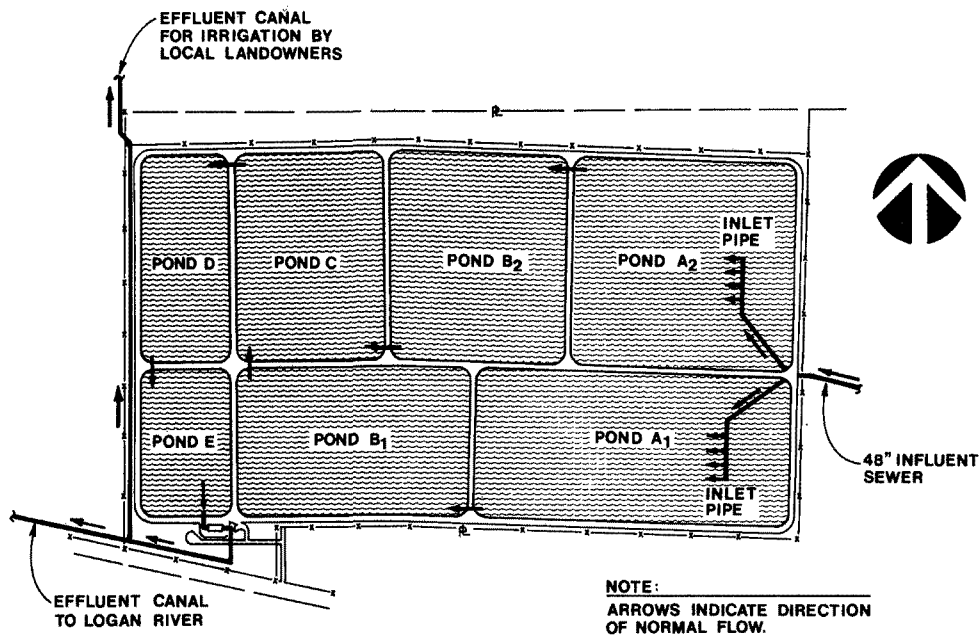 EFFLUENT CANAL
FOR IRRIGATION BY
LOCAL LANDOWNERS
INLET
PIPE
POND D
POND C
POND B₂
POND A₂
POND E
POND B₁
POND A₁
INLET
PIPE
48" INFLUENT
SEWER
EFFLUENT CANAL
TO LOGAN RIVER
NOTE:
ARROWS INDICATE DIRECTION
OF NORMAL FLOW.